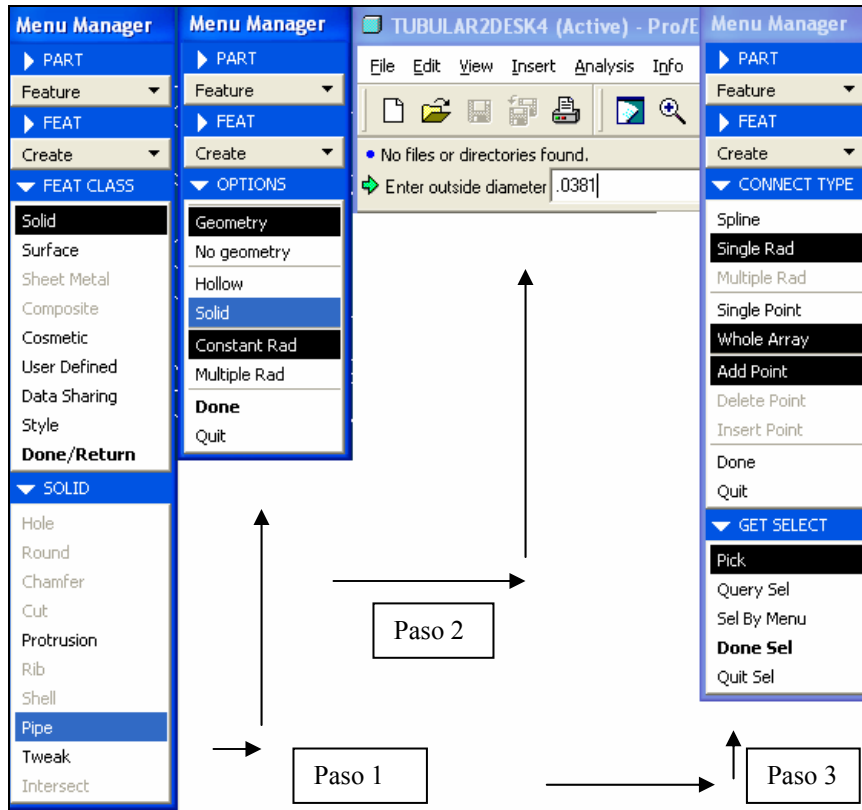 Menu Manager
PART
Feature
FEAT
Create
FEAT CLASS
Solid
Surface
Sheet Metal
Composite
Cosmetic
User Defined
Data Sharing
Style
Done/Return
SOLID
Hole
Round
Chamfer
Cut
Protrusion
Rib
Shell
Pipe
Tweak
Intersect
Menu Manager
PART
Feature
FEAT
Create
OPTIONS
Geometry
No geometry
Hollow
Solid
Constant Rad
Multiple Rad
Done
Quit
TUBULAR2DESK4 (Active) - Pro/E
File Edit View Insert Analysis Info
No files or directories found.
Enter outside diameter .0381
Menu Manager
PART
Feature
FEAT
Create
CONNECT TYPE
Spline
Single Rad
Multiple Rad
Single Point
Whole Array
Add Point
Delete Point
Insert Point
Done
Quit
GET SELECT
Pick
Query Sel
Sel By Menu
Done Sel
Quit Sel
Paso 1
Paso 2
Paso 3